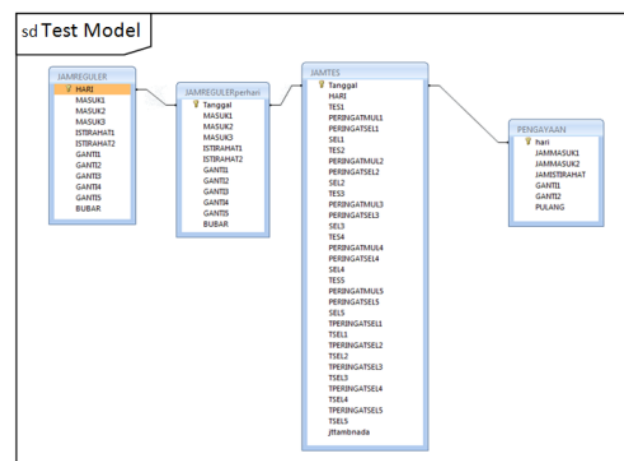 sd Test Model
JAMREGULER
HARI
MASUK1
MASUK2
MASUK3
ISTIRAHAT1
ISTIRAHAT2
GANTI1
GANTI2
GANTI3
GANTI4
GANTI5
BUBAR
JAMREGULERperhari
Tanggal
MASUK1
MASUK2
MASUK3
ISTIRAHAT1
ISTIRAHAT2
GANTI1
GANTI2
GANTI3
GANTI4
GANTI5
BUBAR
JAMTES
Tanggal
HARI
TES1
PERINGATMUL1
PERINGATSEL1
SEL1
TES2
PERINGATMUL2
PERINGATSEL2
SEL2
TES3
PERINGATMUL3
PERINGATSEL3
SEL3
TES4
PERINGATMUL4
PERINGATSEL4
SEL4
TES5
PERINGATMUL5
PERINGATSEL5
SEL5
TPERINGATSEL1
TSEL1
TPERINGATSEL2
TSEL2
TPERINGATSEL3
TSEL3
TPERINGATSEL4
TSEL4
TPERINGATSEL5
TSEL5
PENGAYAAN
hari
JAMMASUK1
JAMMASUK2
JAMISTIRAHAT
GANTI1
GANTI2
PULANG